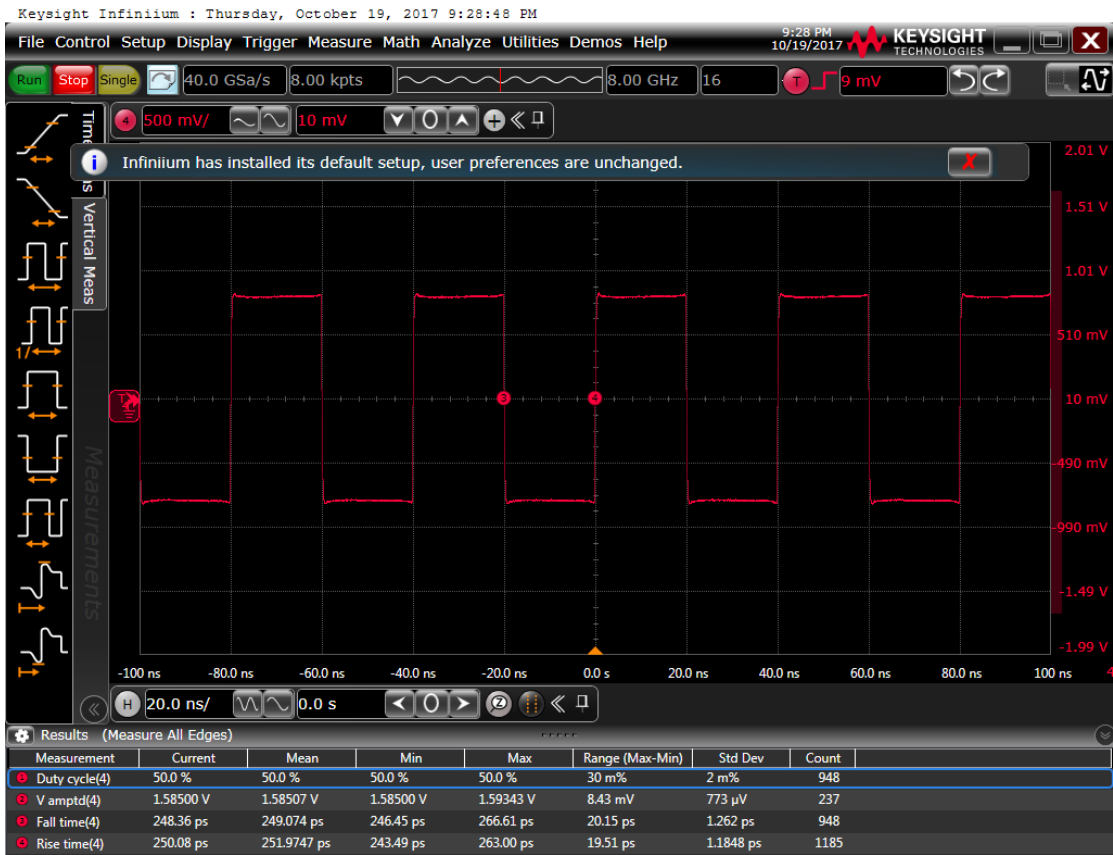 Keysight Infiniium : Thursday, October 19, 2017 9:28:48 PM
File Control Setup Display Trigger Measure Math Analyze Utilities Demos Help
9:28 PM
10/19/2017
KEYSIGHT
TECHNOLOGIES
X
Run Stop Single 40.0 GSa/s 8.00 kpts 8.00 GHz 16 T 9 mV
4 500 mV/ 10 mV 0
i Infiniium has installed its default setup, user preferences are unchanged. X
Vertical Meas
Measurements
1/
2.01 V
1.51 V
1.01 V
510 mV
10 mV
-490 mV
-990 mV
-1.49 V
-1.99 V
3 4
-100 ns -80.0 ns -60.0 ns -40.0 ns -20.0 ns 0.0 s 20.0 ns 40.0 ns 60.0 ns 80.0 ns 100 ns
H 20.0 ns/ 0.0 s 0 Z
Results (Measure All Edges)
Measurement Current Mean Min Max Range (Max-Min) Std Dev Count
1 Duty cycle(4) 50.0 % 50.0 % 50.0 % 50.0 % 30 m% 2 m% 948
2 V amptd(4) 1.58500 V 1.58507 V 1.58500 V 1.59343 V 8.43 mV 773 µV 237
3 Fall time(4) 248.36 ps 249.074 ps 246.45 ps 266.61 ps 20.15 ps 1.262 ps 948
4 Rise time(4) 250.08 ps 251.9747 ps 243.49 ps 263.00 ps 19.51 ps 1.1848 ps 1185